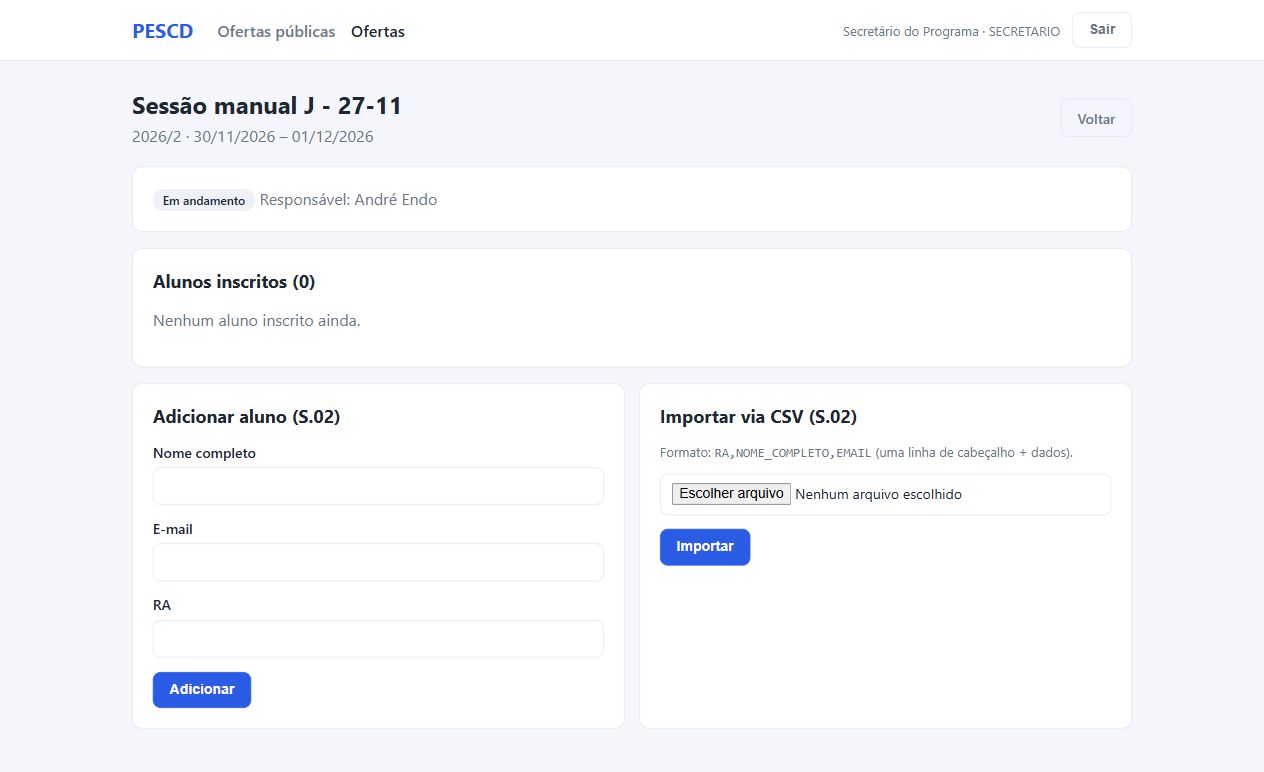 PESCD Ofertas públicas Ofertas Secretário do Programa · SECRETARIO Sair
Sessão manual J - 27-11
Voltar
2026/2 · 30/11/2026 – 01/12/2026
Em andamento Responsável: André Endo
Alunos inscritos (0)
Nenhum aluno inscrito ainda.
Adicionar aluno (S.02)
Nome completo
E-mail
RA
Adicionar
Importar via CSV (S.02)
Formato: RA,NOME_COMPLETO,EMAIL (uma linha de cabeçalho + dados).
Escolher arquivo Nenhum arquivo escolhido
Importar